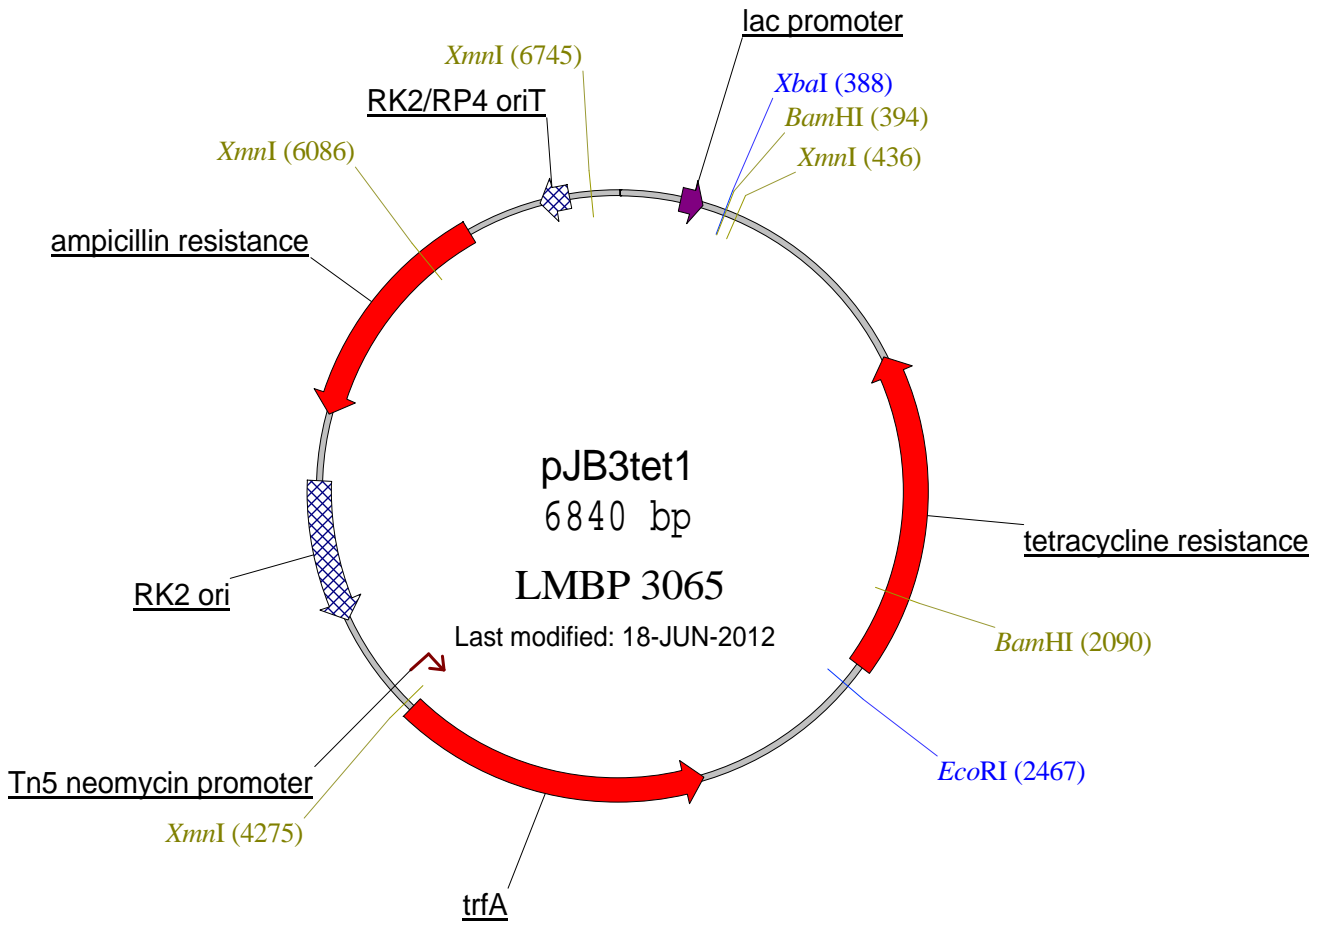 lac promoter
XmnI (6745)
XbaI (388)
RK2/RP4 oriT
BamHI (394)
XmnI (6086)
XmnI (436)
ampicillin resistance
pJB3tet1
6840 bp
tetracycline resistance
LMBP 3065
RK2 ori
Last modified: 18-JUN-2012
BamHI (2090)
EcoRI (2467)
Tn5 neomycin promoter
XmnI (4275)
trfA